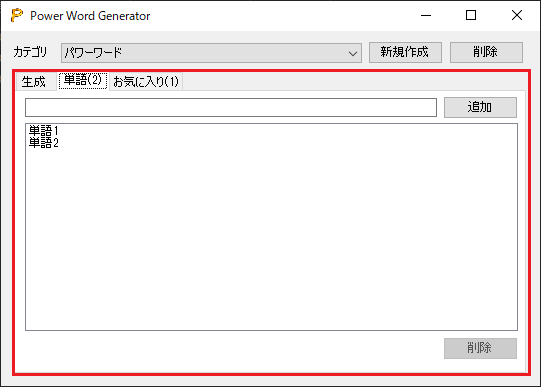 Power Word Generator
カテゴリ パワーワード 新規作成 削除
生成 単語(2) お気に入り(1)
追加
単語1
単語2
削除